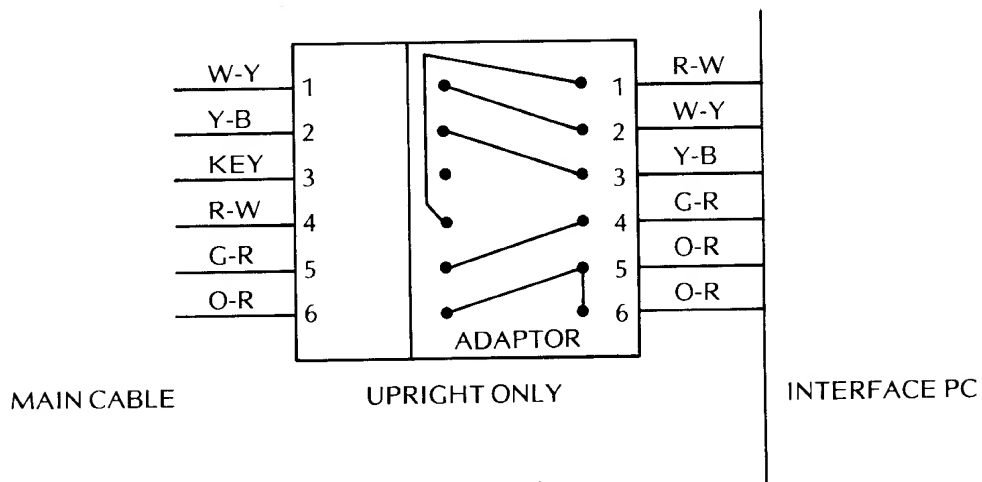 W-Y 1 1 R-W
Y-B 2 2 W-Y
KEY 3 3 Y-B
R-W 4 4 G-R
G-R 5 5 O-R
O-R 6 6 O-R
ADAPTOR
MAIN CABLE UPRIGHT ONLY INTERFACE PC